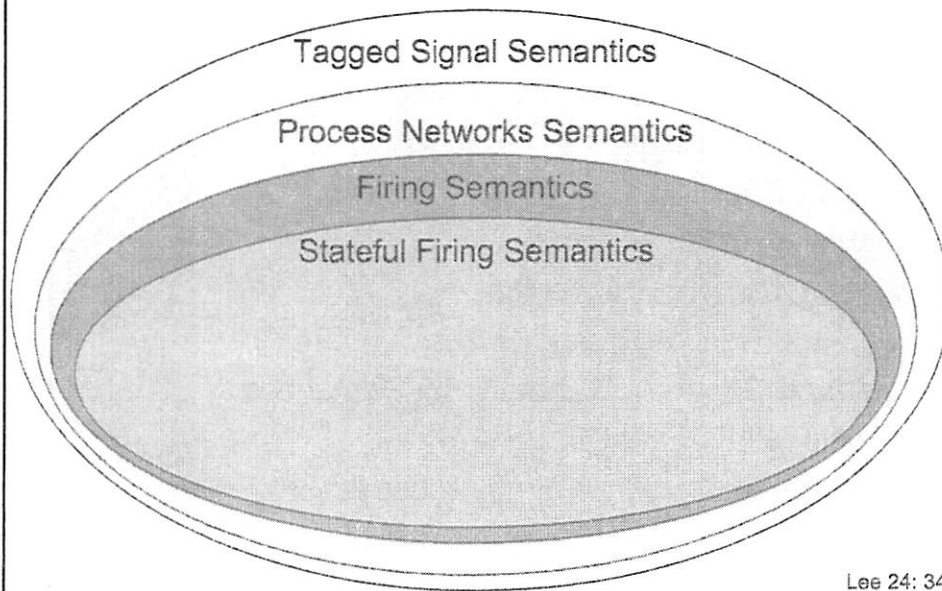 Tagged Signal Semantics
Process Networks Semantics
Firing Semantics
Stateful Firing Semantics
Lee 24: 34